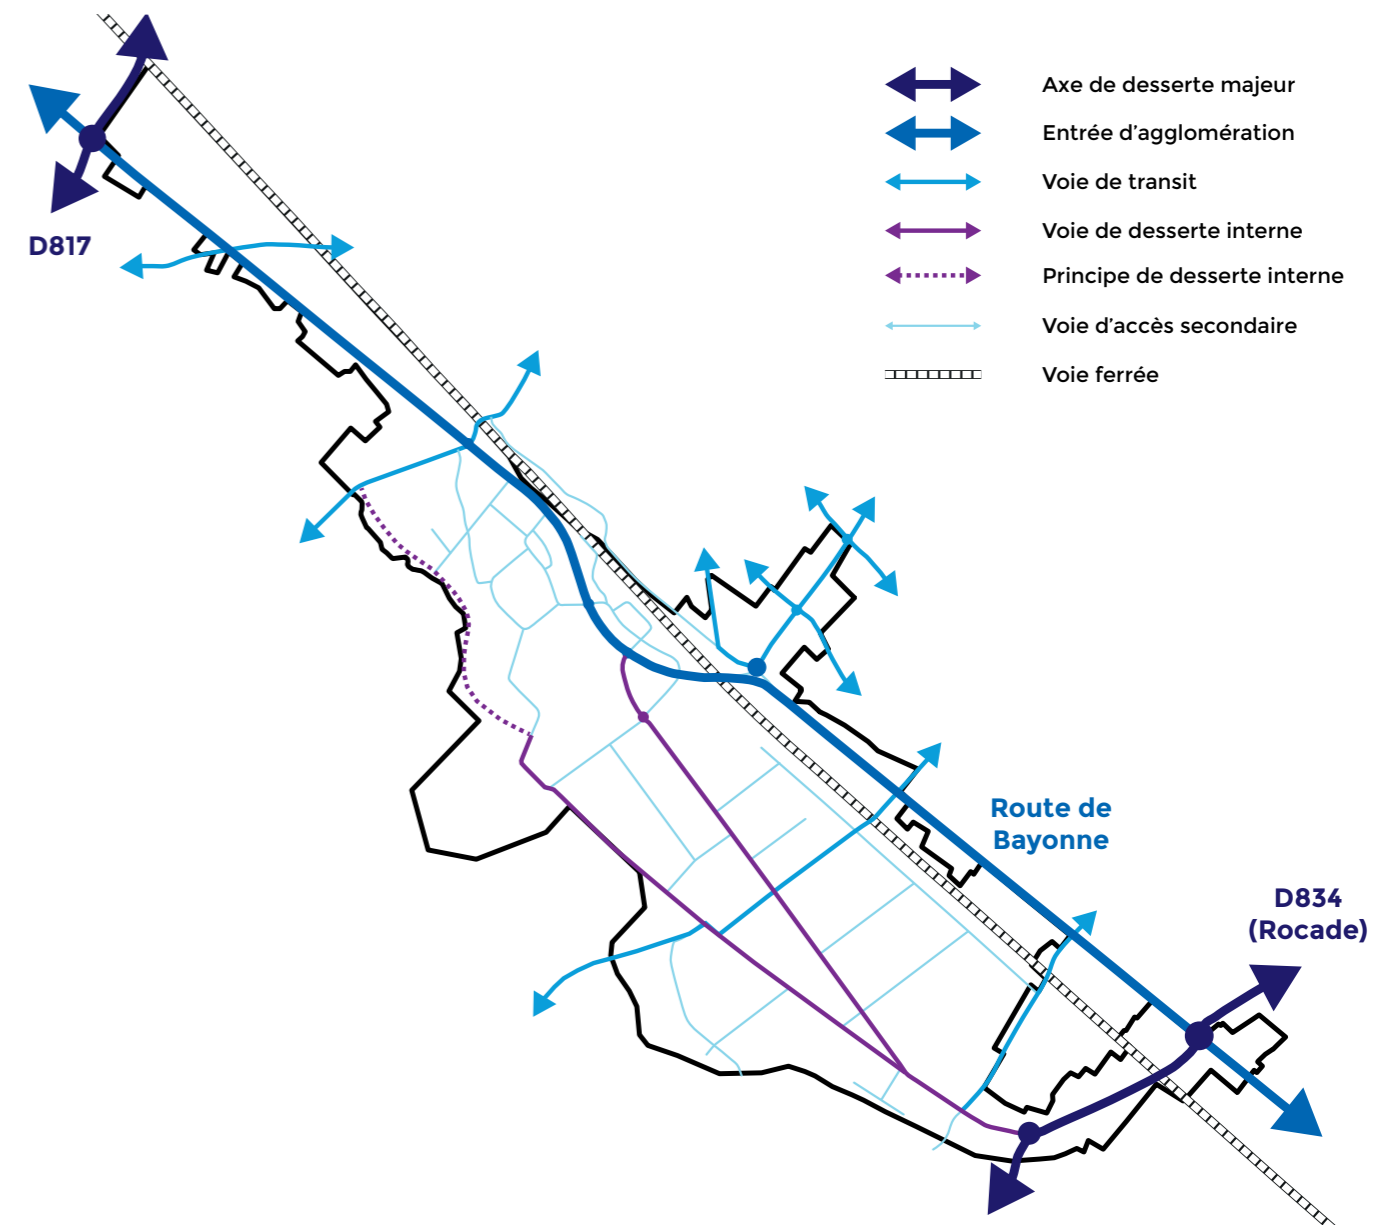 Axe de desserte majeur
Entrée d'agglomération
Voie de transit
Voie de desserte interne
Principe de desserte interne
Voie d'accès secondaire
Voie ferrée
D817
Route de
Bayonne
D834
(Rocade)